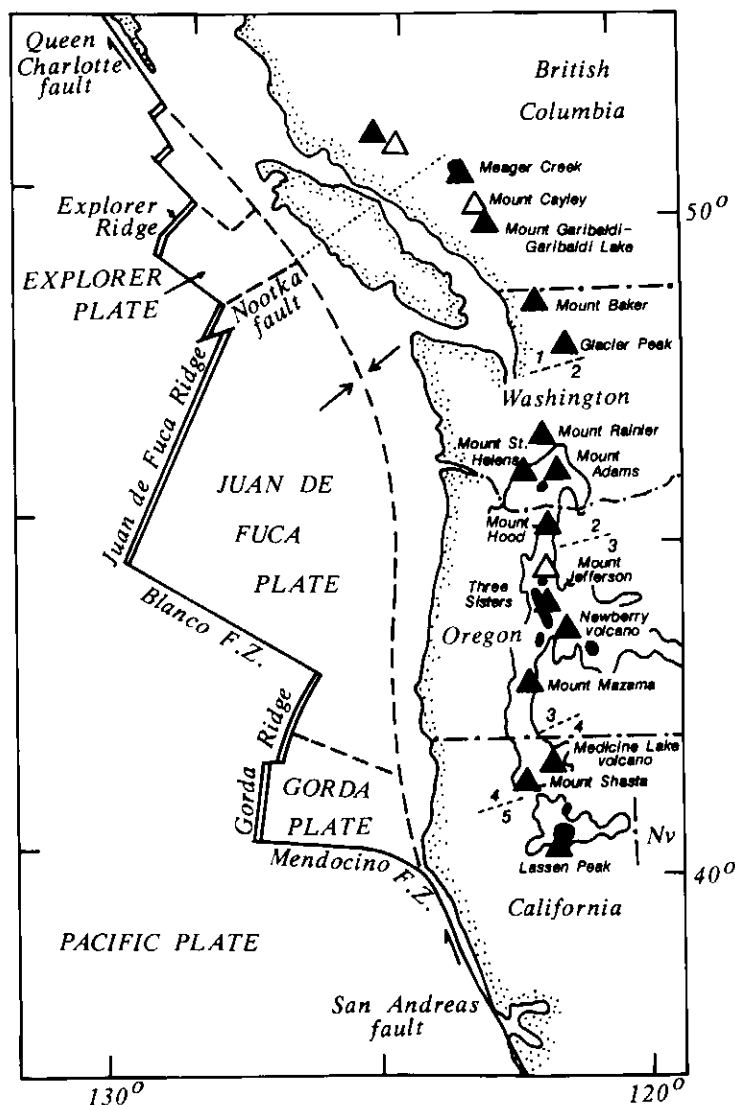 Queen
Charlotte
fault
British
Columbia
Meager Creek
Mount Cayley
50°
Mount Garibaldi-
Garibaldi Lake
Explorer
Ridge
EXPLORER
PLATE
Nootka
fault
Mount Baker
Glacier Peak
1
2
Washington
Juan de Fuca Ridge
Mount Rainier
Mount St.
Helens
Mount
Adams
JUAN DE
FUCA
PLATE
Mount
Hood
2
3
Mount
Jefferson
Three
Sisters
Blanco F.Z.
Newberry
volcano
Oregon
Mount Mazama
3
4
Gorda Ridge
Medicine Lake
volcano
Mount Shasta
4
5
GORDA
PLATE
Nv
Mendocino F.Z.
Lassen Peak
40°
California
PACIFIC PLATE
San Andreas
fault
130°
120°